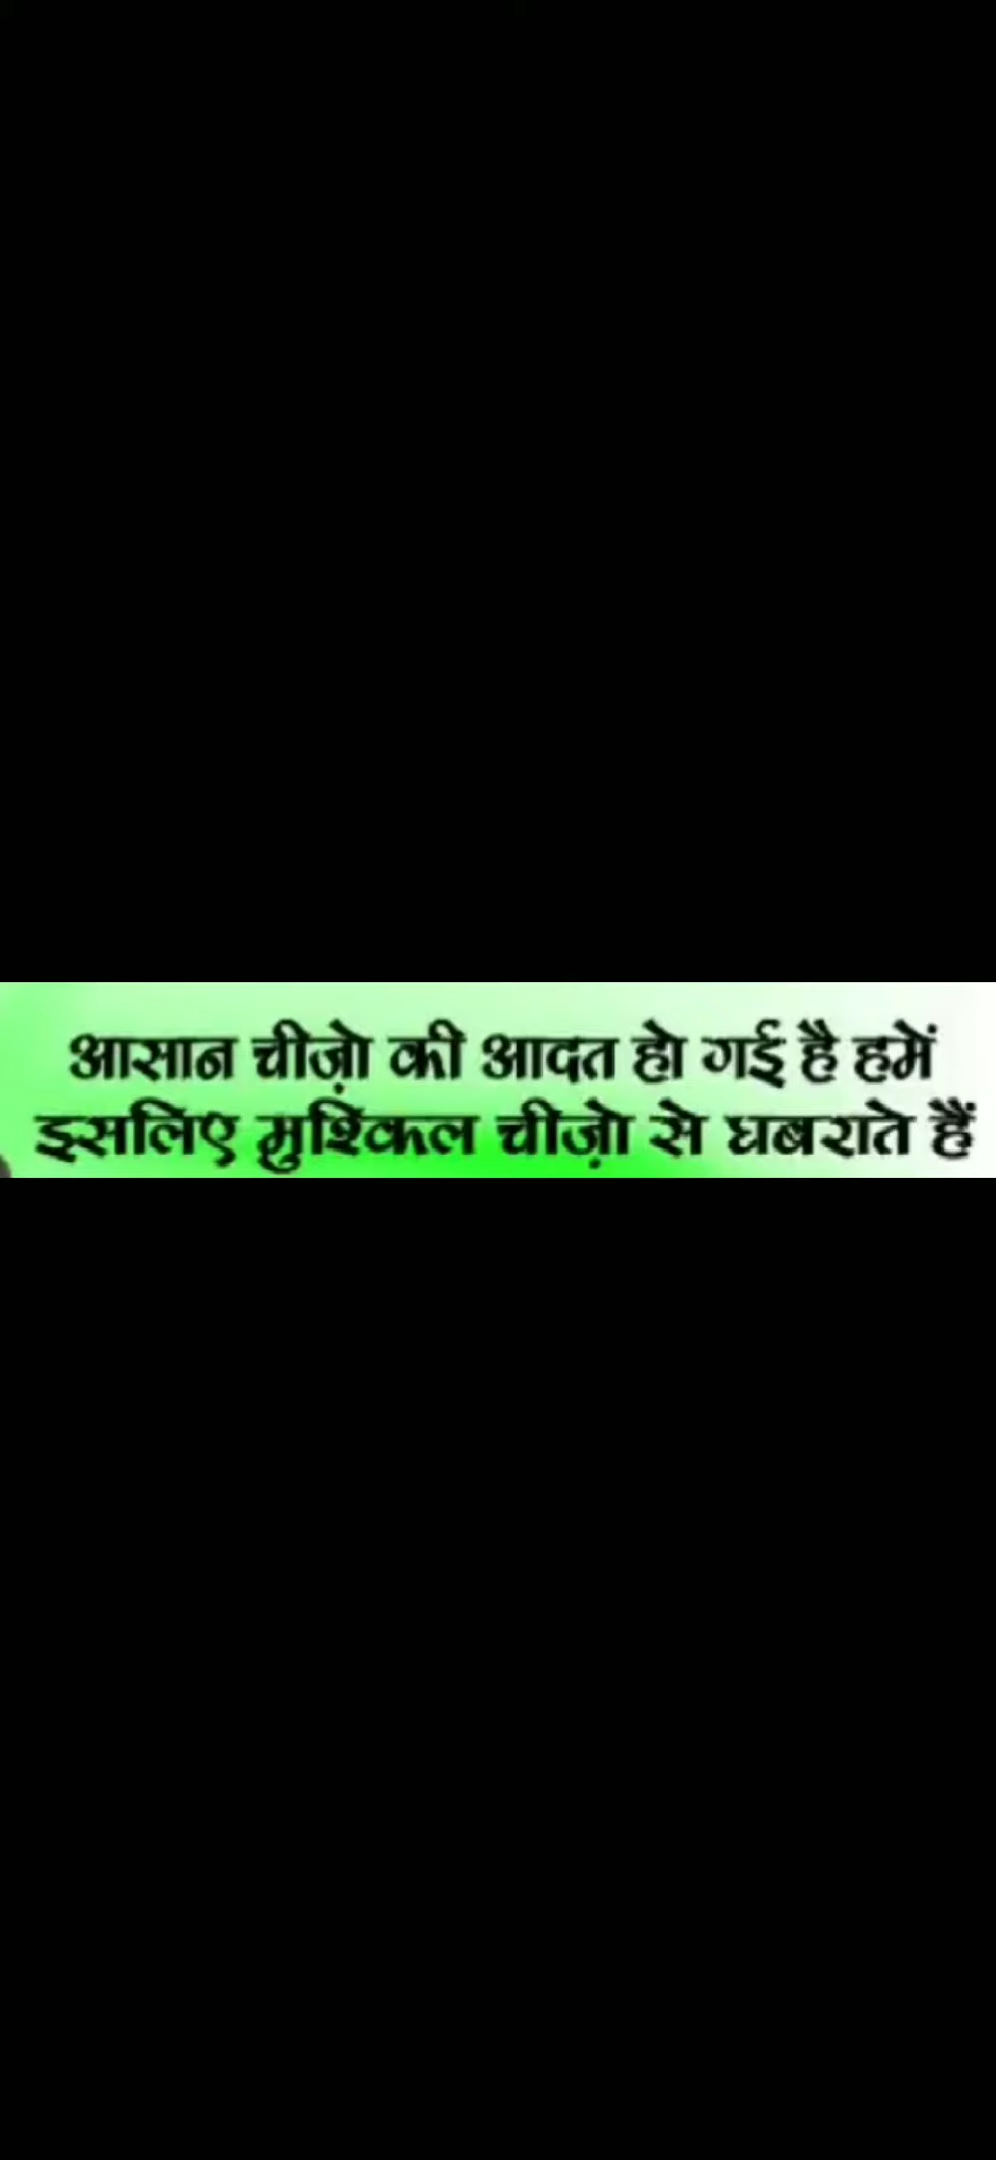 आसान चीज़ो की आदत हो गई है हमें
इसलिए मुश्किल चीज़ो से घबराते हैं